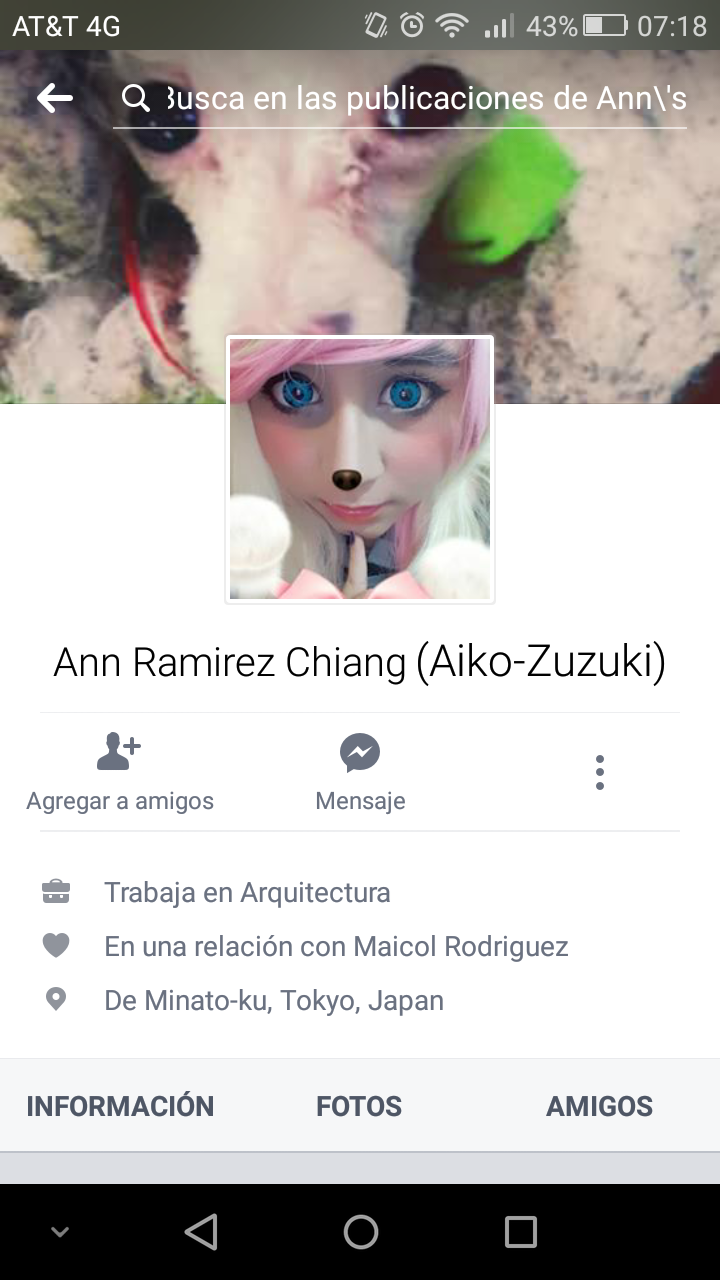 AT&T 4G 43% 07:18
Busca en las publicaciones de Ann\'s
Ann Ramirez Chiang (Aiko-Zuzuki)
Agregar a amigos Mensaje
Trabaja en Arquitectura
En una relación con Maicol Rodriguez
De Minato-ku, Tokyo, Japan
INFORMACIÓN FOTOS AMIGOS